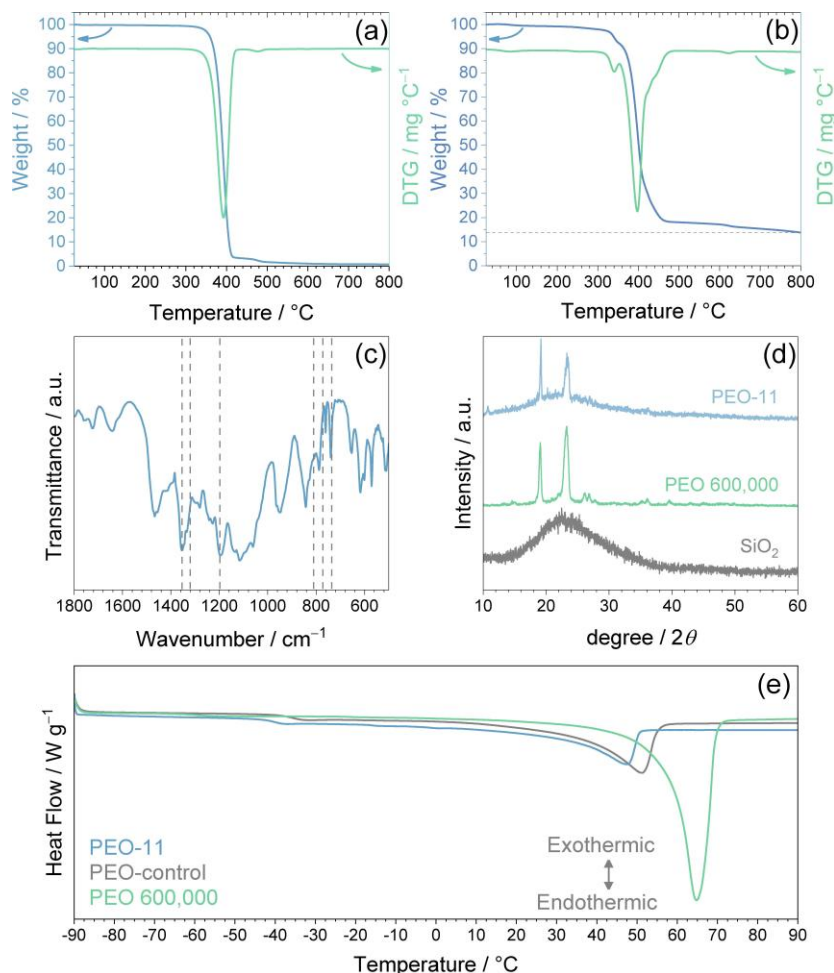 (a)
Weight / %
100
90
80
70
60
50
40
30
20
10
0
DTG / mg °C⁻¹
100 200 300 400 500 600 700 800
Temperature / °C
(b)
Weight / %
100
90
80
70
60
50
40
30
20
10
0
DTG / mg °C⁻¹
100 200 300 400 500 600 700 800
Temperature / °C
(c)
Transmittance / a.u.
1800 1600 1400 1200 1000 800 600
Wavenumber / cm⁻¹
(d)
Intensity / a.u.
PEO-11
PEO 600,000
SiO₂
10 20 30 40 50 60
degree / 2θ
(e)
Heat Flow / W g⁻¹
PEO-11
PEO-control
PEO 600,000
Exothermic
Endothermic
-90 -80 -70 -60 -50 -40 -30 -20 -10 0 10 20 30 40 50 60 70 80 90
Temperature / °C